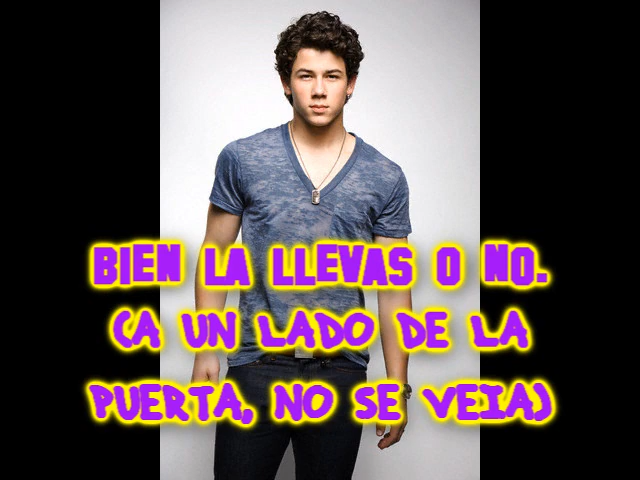 BIEN LA LLEVAS O NO.
(A UN LADO DE LA
PUERTA, NO SE VEIA)